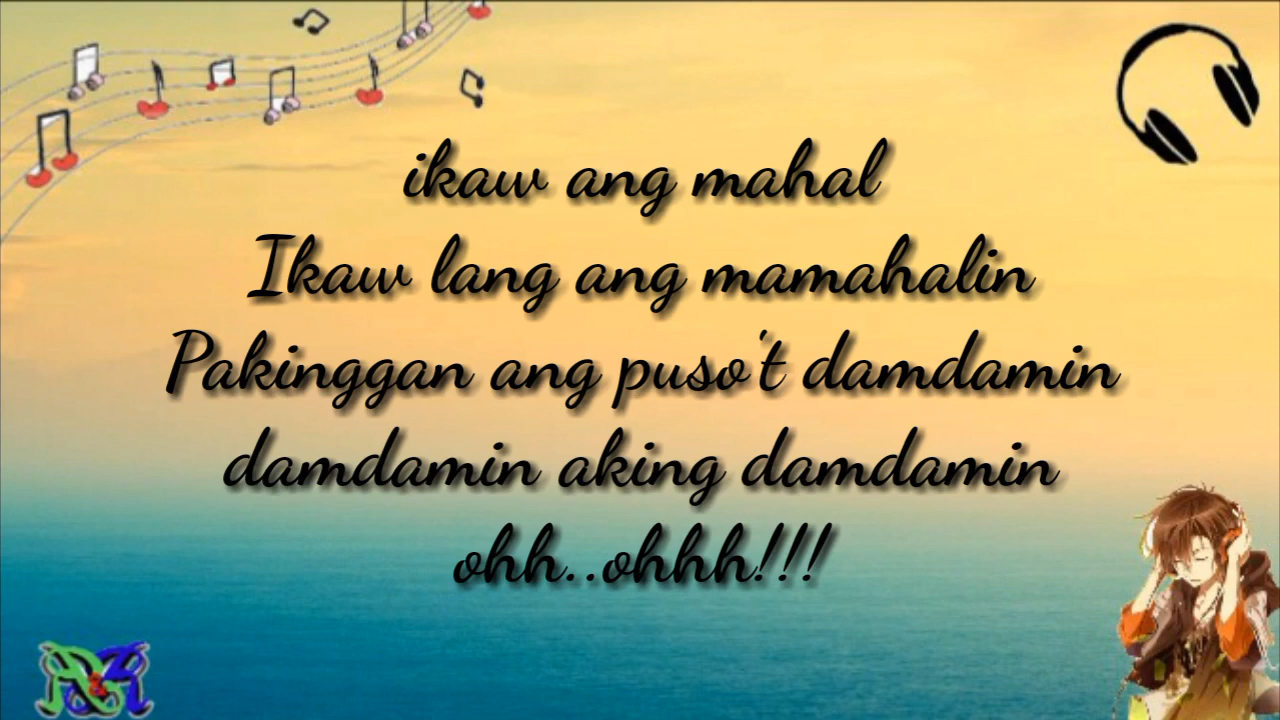 ikaw ang mahal
Ikaw lang ang mamahalin
Pakinggan ang puso't damdamin
damdamin aking damdamin
ohh..ohhh!!!